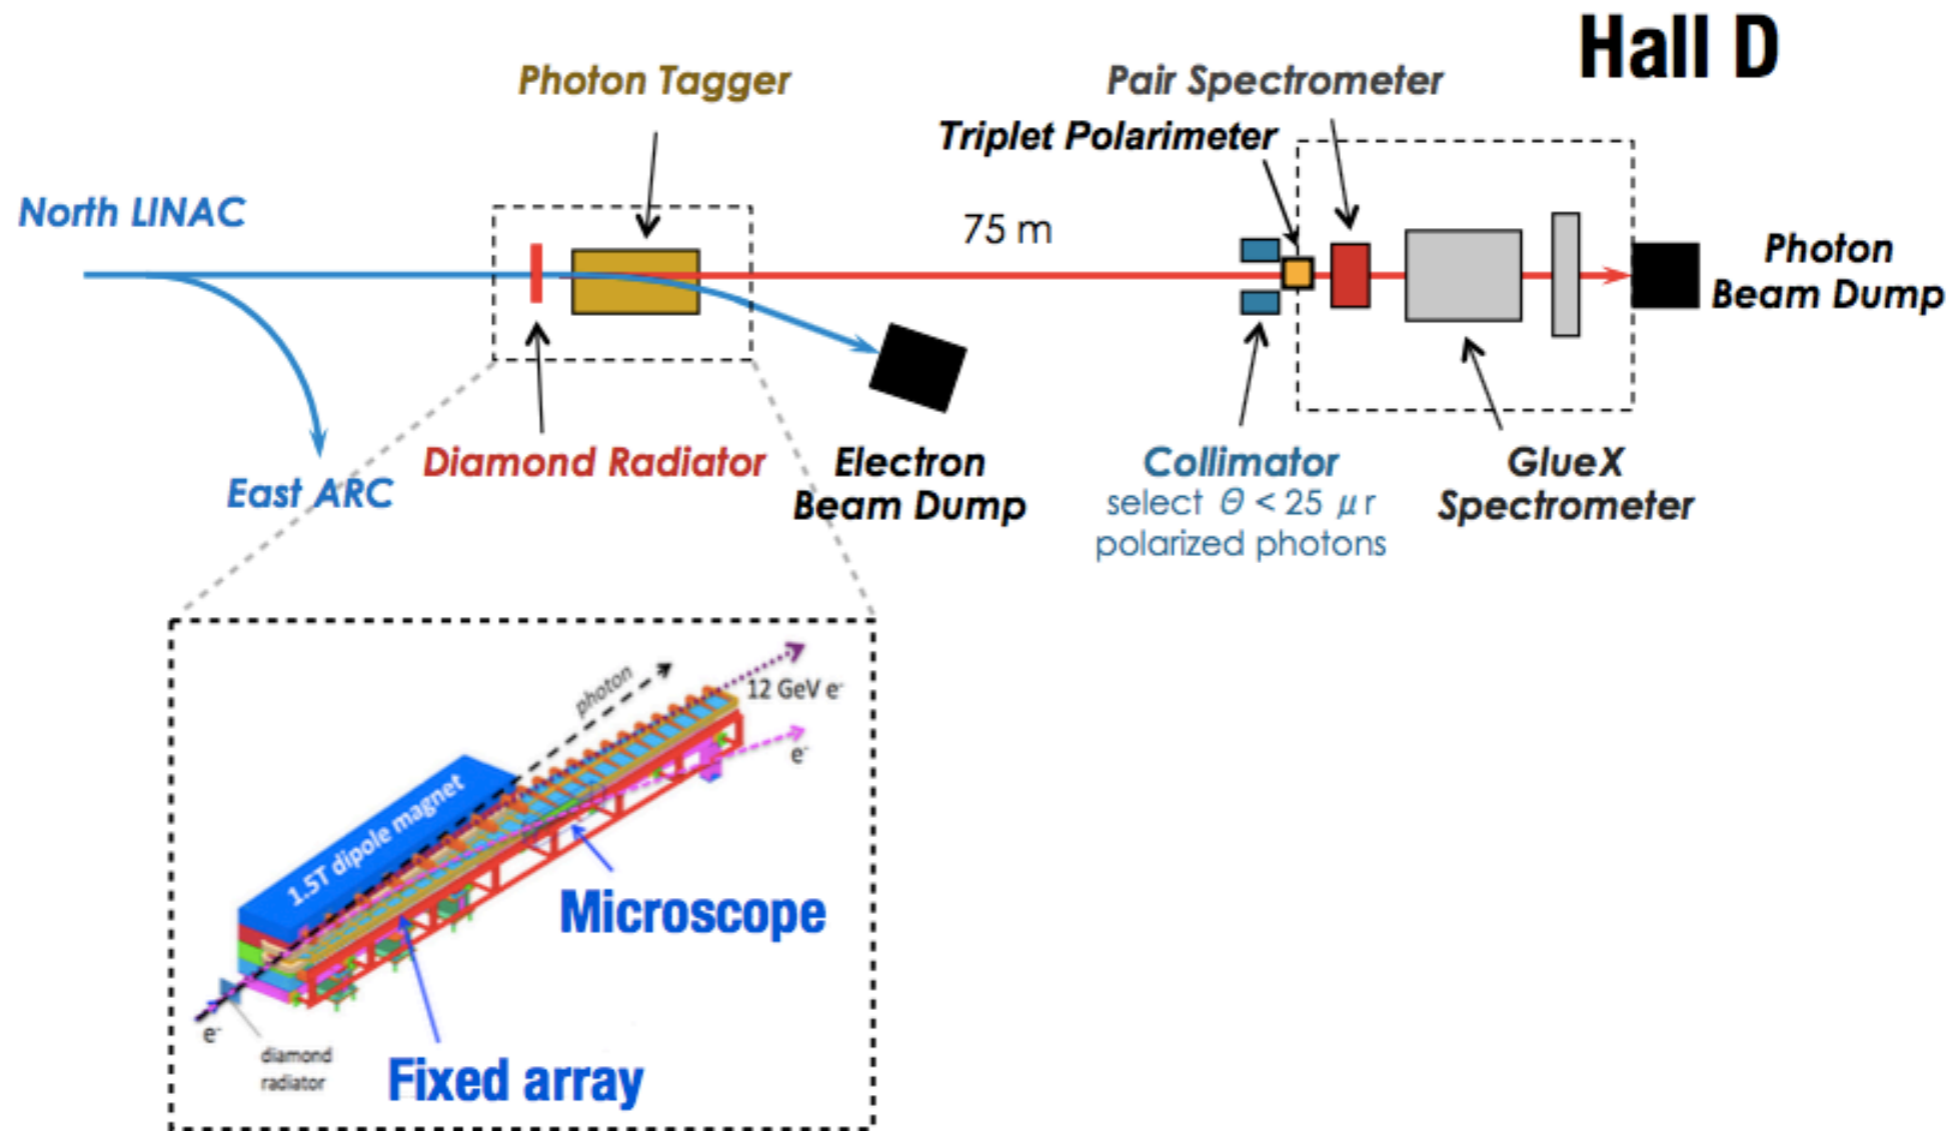 Hall D
Photon Tagger
Pair Spectrometer
Triplet Polarimeter
North LINAC
75 m
Photon
Beam Dump
East ARC
Diamond Radiator
Electron
Beam Dump
Collimator
select θ < 25 μr
polarized photons
GlueX
Spectrometer
photon
12 GeV e-
e-
1.5T dipole magnet
Microscope
e-
diamond
radiator
Fixed array